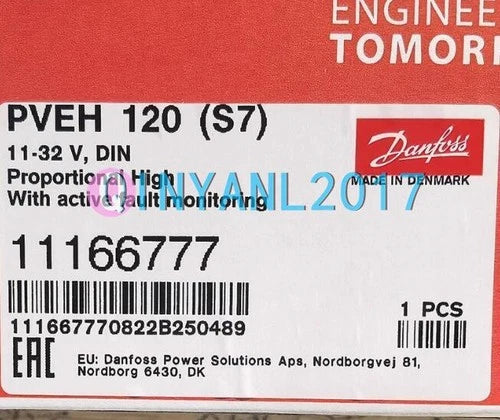 ENGINEE
TOMORR
PVEH 120 (S7)
11-32 V, DIN
Proportional High
With active fault monitoring
Danfoss
MADE IN DENMARK
@INYANL2017
11166777
111667770822B250489
1 PCS
EAC
EU: Danfoss Power Solutions Aps, Nordborgvej 81,
Nordborg 6430, DK